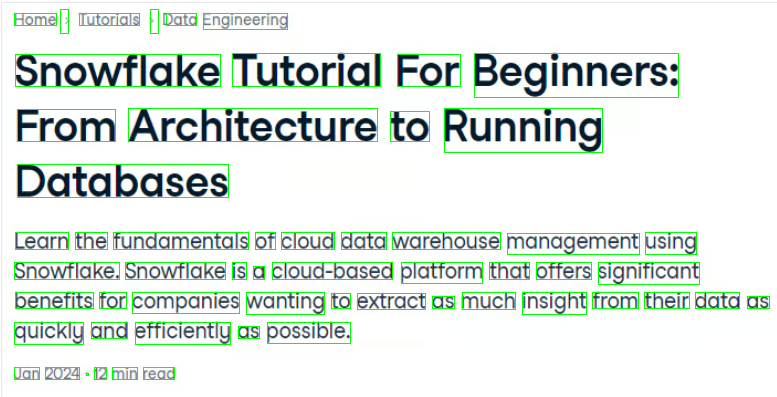 Home › Tutorials › Data Engineering
Snowflake Tutorial For Beginners:
From Architecture to Running
Databases
Learn the fundamentals of cloud data warehouse management using
Snowflake. Snowflake is a cloud-based platform that offers significant
benefits for companies wanting to extract as much insight from their data as
quickly and efficiently as possible.
Jan 2024 • 12 min read